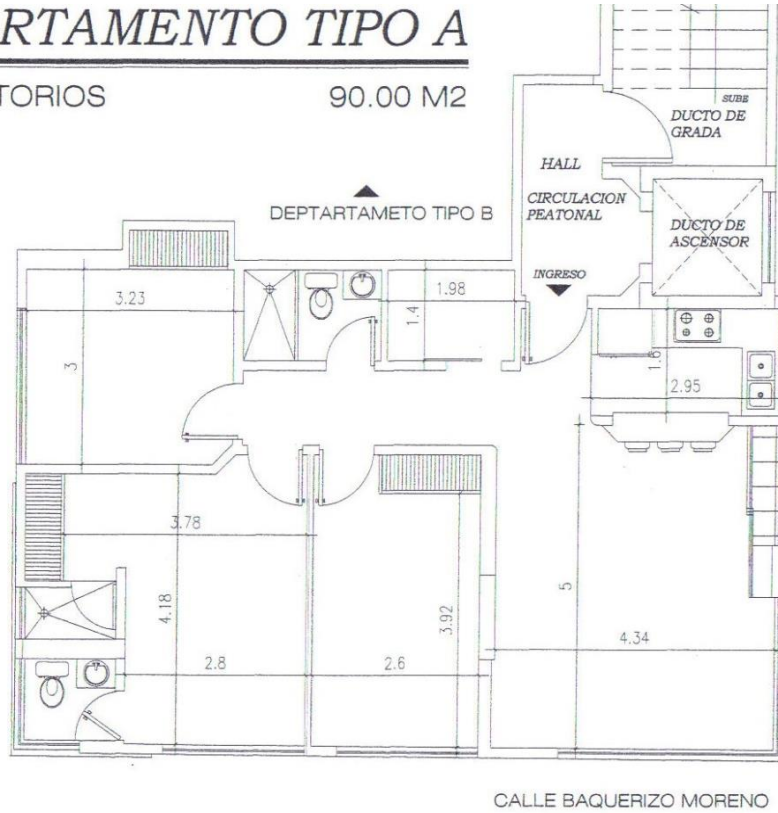 RTAMENTO TIPO A
TORIOS 90.00 M2
SUBE
DUCTO DE
GRADA
HALL
CIRCULACION
PEATONAL
DEPTARTAMETO TIPO B
DUCTO DE
ASCENSOR
INGRESO
3.23
1.98
1.4
3
1.6
2.95
3.78
4.18
3.92
5
4.34
2.8
2.6
CALLE BAQUERIZO MORENO